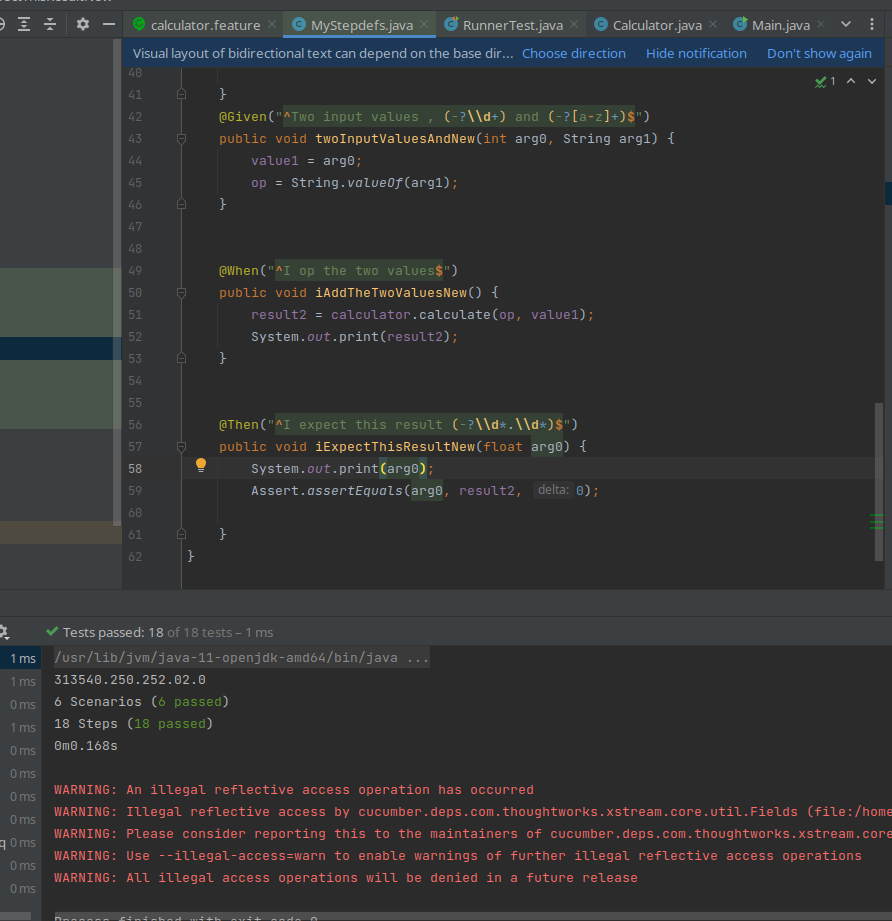 calculator.feature MyStepdefs.java RunnerTest.java Calculator.java Main.java
Visual layout of bidirectional text can depend on the base dir... Choose direction Hide notification Don't show again
40
1
41 }
42 @Given("^Two input values , (-?\\d+) and (-?[a-z]+)$")
43 public void twoInputValuesAndNew(int arg0, String arg1) {
44 value1 = arg0;
45 op = String.valueOf(arg1);
46 }
47
48
49 @When("^I op the two values$")
50 public void iAddTheTwoValuesNew() {
51 result2 = calculator.calculate(op, value1);
52 System.out.print(result2);
53 }
54
55
56 @Then("^I expect this result (-?\\d*.\\d*)$")
57 public void iExpectThisResultNew(float arg0) {
58 System.out.print(arg0);
59 Assert.assertEquals(arg0, result2, delta: 0);
60
61 }
62 }
Tests passed: 18 of 18 tests – 1 ms
1 ms /usr/lib/jvm/java-11-openjdk-amd64/bin/java ...
1 ms 313540.250.252.02.0
0 ms 6 Scenarios (6 passed)
1 ms 18 Steps (18 passed)
0 ms 0m0.168s
0 ms
0 ms WARNING: An illegal reflective access operation has occurred
0 ms WARNING: Illegal reflective access by cucumber.deps.com.thoughtworks.xstream.core.util.Fields (file:/home
q 0 ms WARNING: Please consider reporting this to the maintainers of cucumber.deps.com.thoughtworks.xstream.core
0 ms WARNING: Use --illegal-access=warn to enable warnings of further illegal reflective access operations
0 ms WARNING: All illegal access operations will be denied in a future release
Process finished with exit code 0